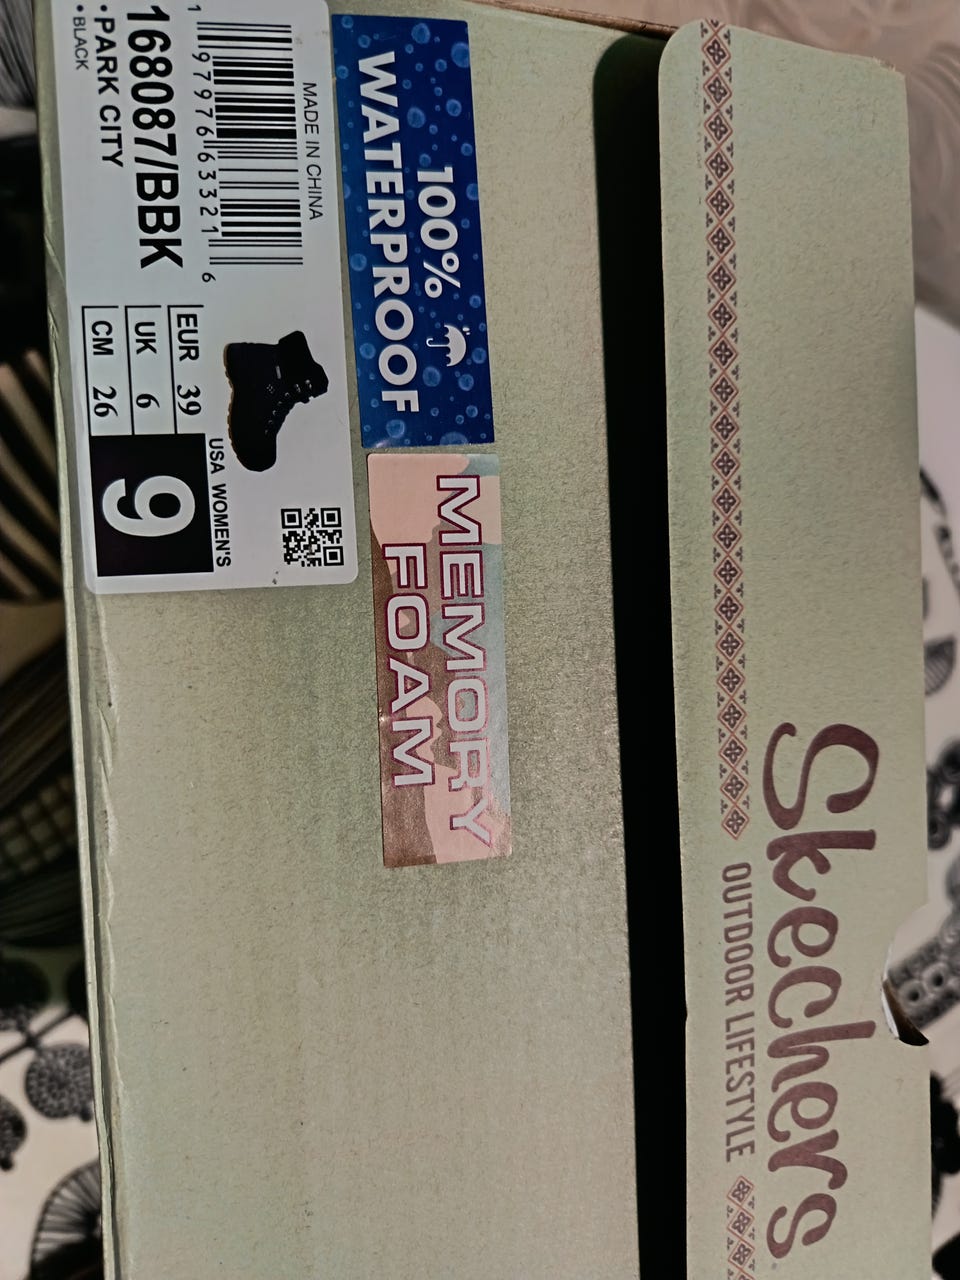 Skechers
OUTDOOR LIFESTYLE
100%
WATERPROOF
MEMORY
FOAM
MADE IN CHINA
1 97976 63321 6
168087/BBK
• PARK CITY
• BLACK
EUR 39
UK 6
CM 26
USA WOMEN'S
9